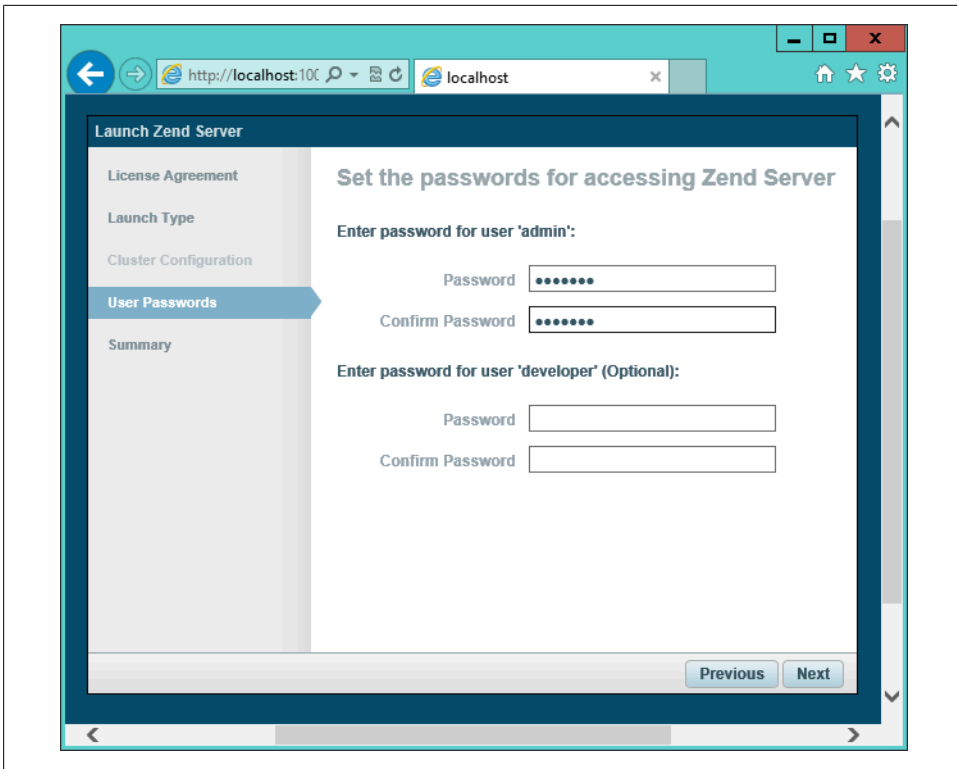 http://localhost:100
localhost
Launch Zend Server
License Agreement
Launch Type
Cluster Configuration
User Passwords
Summary
Set the passwords for accessing Zend Server
Enter password for user 'admin':
Password •••••••
Confirm Password •••••••
Enter password for user 'developer' (Optional):
Password
Confirm Password
Previous Next